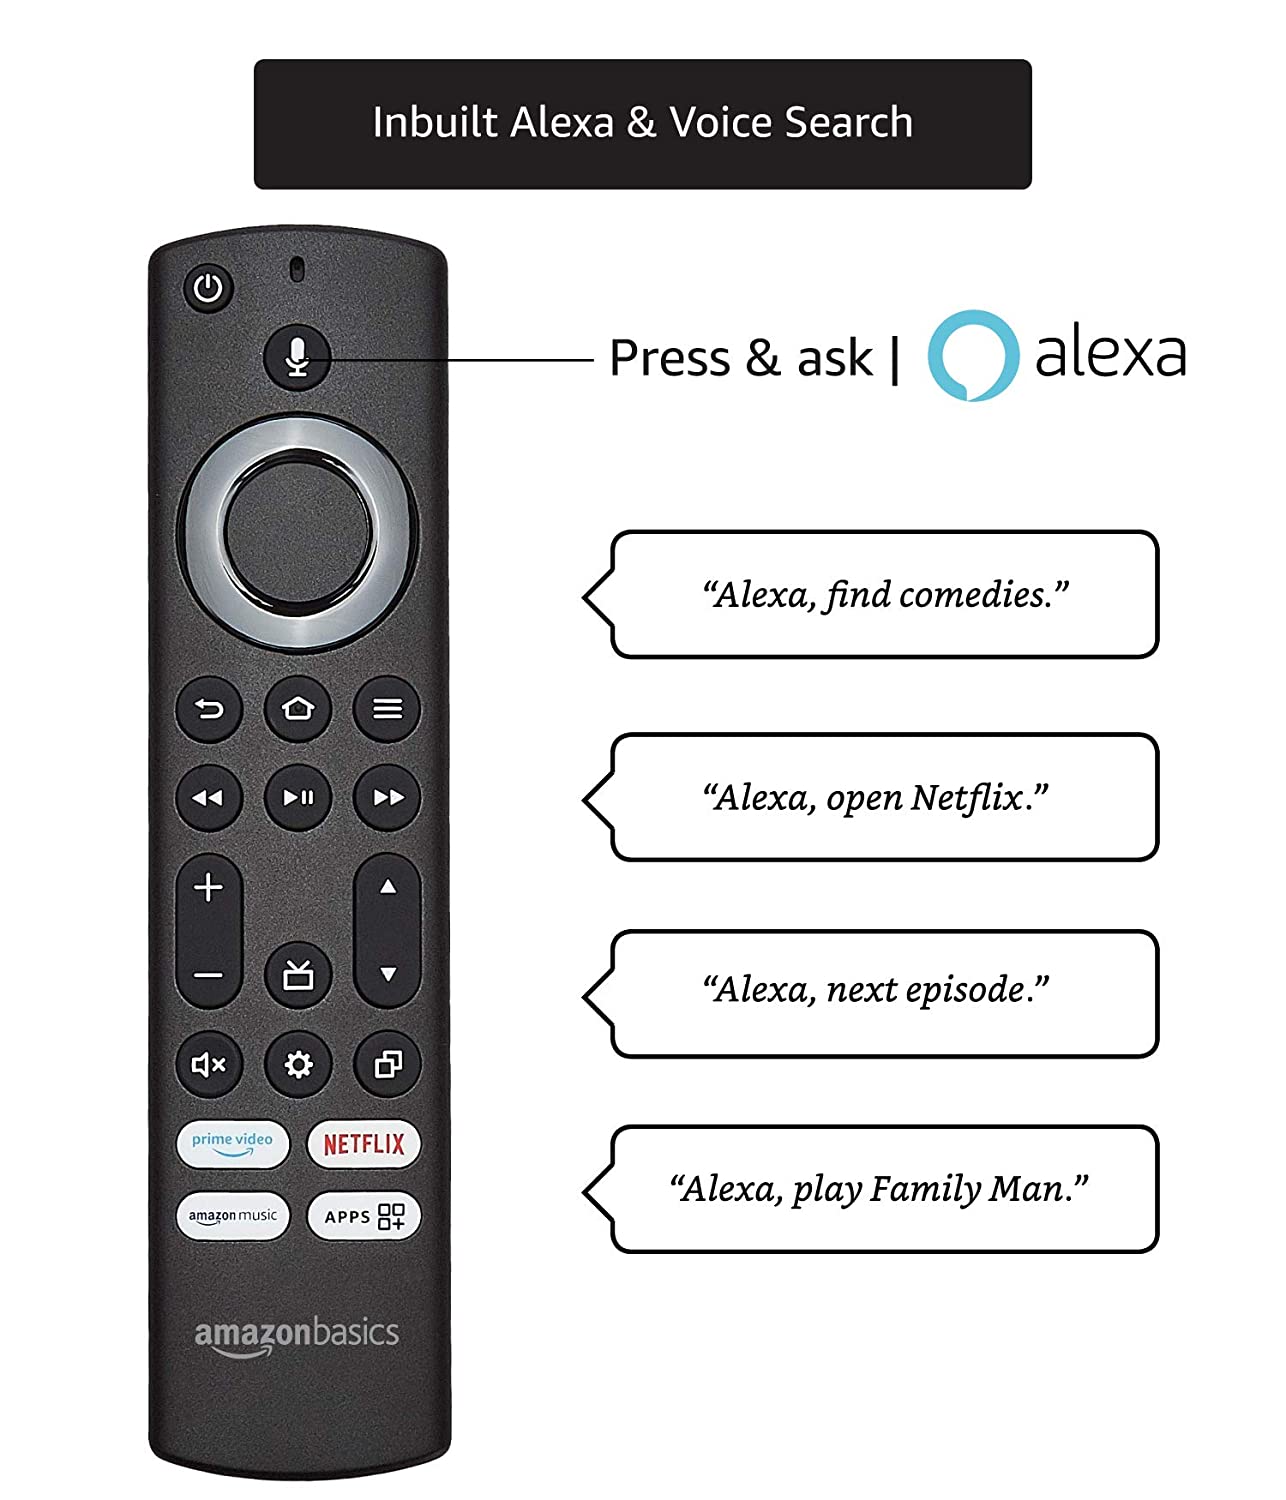 Inbuilt Alexa & Voice Search
Press & ask | alexa
“Alexa, find comedies.”
“Alexa, open Netflix.”
“Alexa, next episode.”
“Alexa, play Family Man.”
prime video
NETFLIX
amazon music
APPS
amazonbasics